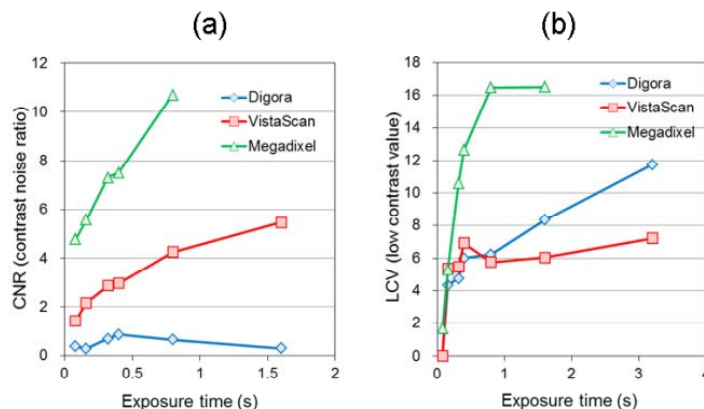 (a)
12
10
8
6
4
2
0
CNR (contrast noise ratio)
Digora
VistaScan
Megadixel
0
0.5
1
1.5
2
Exposure time (s)
(b)
18
16
14
12
10
8
6
4
2
0
LCV (low contrast value)
Digora
VistaScan
Megadixel
0
1
2
3
4
Exposure time (s)